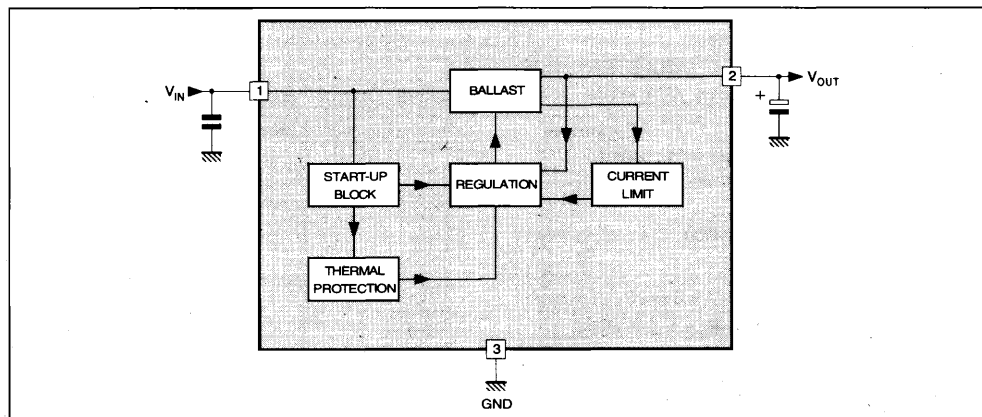 BALLAST
2
V_OUT
V_IN
1
+
START-UP
BLOCK
REGULATION
CURRENT
LIMIT
THERMAL
PROTECTION
3
GND